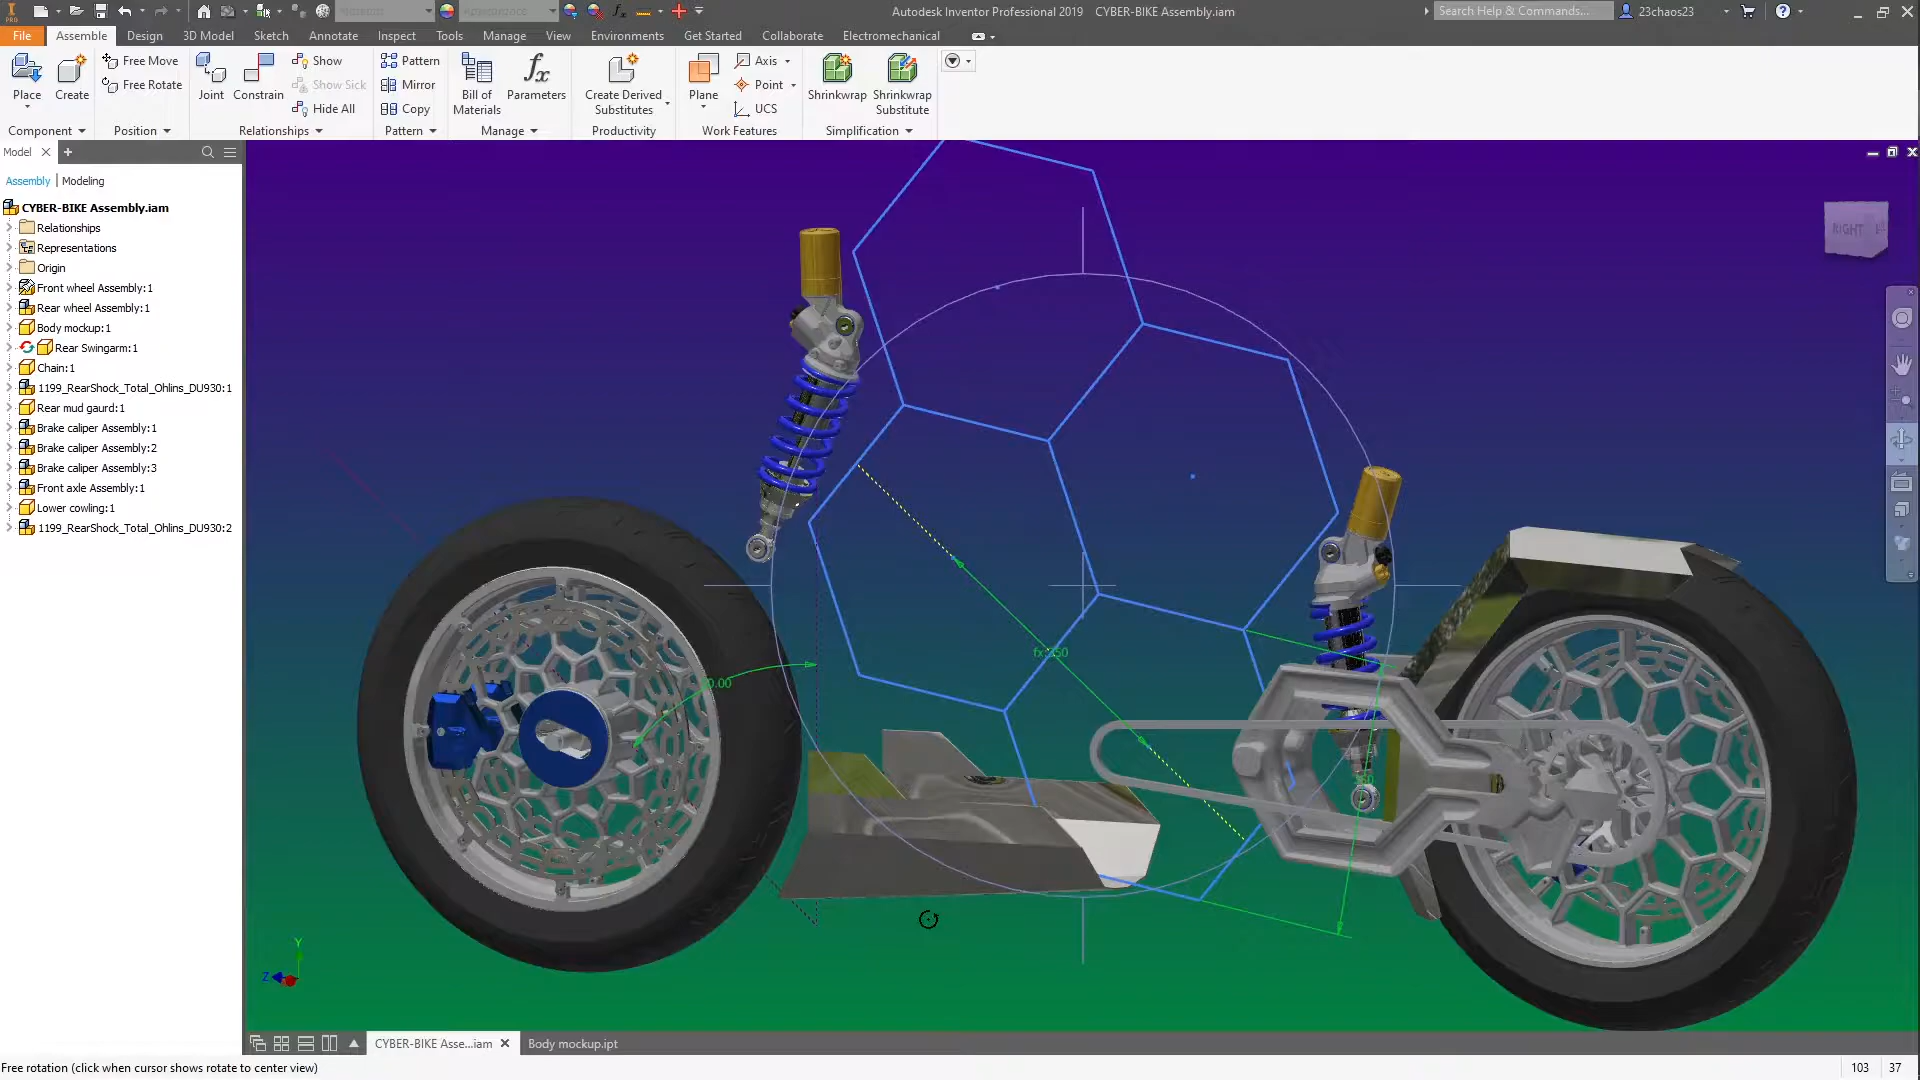 Autodesk Inventor Professional 2019 CYBER-BIKE Assembly.iam
Search Help & Commands...
23chaos23
File
Assemble
Design
3D Model
Sketch
Annotate
Inspect
Tools
Manage
View
Environments
Get Started
Collaborate
Electromechanical
Place
Create
Free Move
Free Rotate
Joint
Constrain
Show
Show Sick
Hide All
Pattern
Mirror
Copy
Bill of
Materials
Parameters
Create Derived
Substitutes
Plane
Axis
Point
UCS
Shrinkwrap
Shrinkwrap
Substitute
Component
Position
Relationships
Pattern
Manage
Productivity
Work Features
Simplification
Model
Assembly
Modeling
CYBER-BIKE Assembly.iam
Relationships
Representations
Origin
Front wheel Assembly:1
Rear wheel Assembly:1
Body mockup:1
Rear Swingarm:1
Chain:1
1199_RearShock_Total_Ohlins_DU930:1
Rear mud gaurd:1
Brake caliper Assembly:1
Brake caliper Assembly:2
Brake caliper Assembly:3
Front axle Assembly:1
Lower cowling:1
1199_RearShock_Total_Ohlins_DU930:2
RIGHT
Y
Z
CYBER-BIKE Asse...iam
Body mockup.ipt
Free rotation (click when cursor shows rotate to center view)
103
37